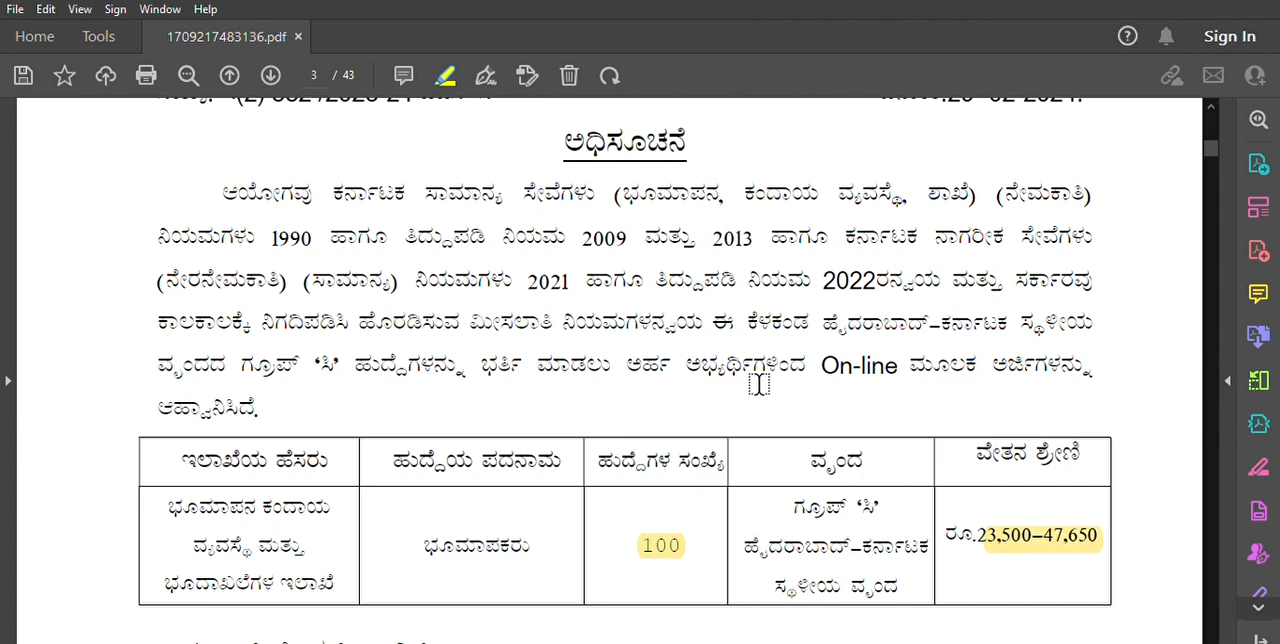 File Edit View Sign Window Help
Home Tools 1709217483136.pdf × Sign In
3 / 43
ಅಧಿಸೂಚನೆ
ಆಯೋಗವು ಕರ್ನಾಟಕ ಸಾಮಾನ್ಯ ಸೇವೆಗಳು (ಭೂಮಾಪನ, ಕಂದಾಯ ವ್ಯವಸ್ಥೆ, ಶಾಖೆ) (ನೇಮಕಾತಿ)
ನಿಯಮಗಳು 1990 ಹಾಗೂ ತಿದ್ದುಪಡಿ ನಿಯಮ 2009 ಮತ್ತು 2013 ಹಾಗೂ ಕರ್ನಾಟಕ ನಾಗರೀಕ ಸೇವೆಗಳು
(ನೇರನೇಮಕಾತಿ) (ಸಾಮಾನ್ಯ) ನಿಯಮಗಳು 2021 ಹಾಗೂ ತಿದ್ದುಪಡಿ ನಿಯಮ 2022ರನ್ವಯ ಮತ್ತು ಸರ್ಕಾರವು
ಕಾಲಕಾಲಕ್ಕೆ ನಿಗದಿಪಡಿಸಿ ಹೊರಡಿಸುವ ಮೀಸಲಾತಿ ನಿಯಮಗಳನ್ವಯ ಈ ಕೆಳಕಂಡ ಹೈದರಾಬಾದ್-ಕರ್ನಾಟಕ ಸ್ಥಳೀಯ
ವೃಂದದ ಗ್ರೂಪ್ ‘ಸಿ’ ಹುದ್ದೆಗಳನ್ನು ಭರ್ತಿ ಮಾಡಲು ಅರ್ಹ ಅಭ್ಯರ್ಥಿಗಳಿಂದ On-line ಮೂಲಕ ಅರ್ಜಿಗಳನ್ನು
ಆಹ್ವಾನಿಸಿದೆ.
ಇಲಾಖೆಯ ಹೆಸರು ಹುದ್ದೆಯ ಪದನಾಮ ಹುದ್ದೆಗಳ ಸಂಖ್ಯೆ ವೃಂದ ವೇತನ ಶ್ರೇಣಿ
ಭೂಮಾಪನ ಕಂದಾಯ
ವ್ಯವಸ್ಥೆ ಮತ್ತು
ಭೂದಾಖಲೆಗಳ ಇಲಾಖೆ
ಭೂಮಾಪಕರು
100
ಗ್ರೂಪ್ ‘ಸಿ’
ಹೈದರಾಬಾದ್-ಕರ್ನಾಟಕ
ಸ್ಥಳೀಯ ವೃಂದ
ರೂ.23,500–47,650